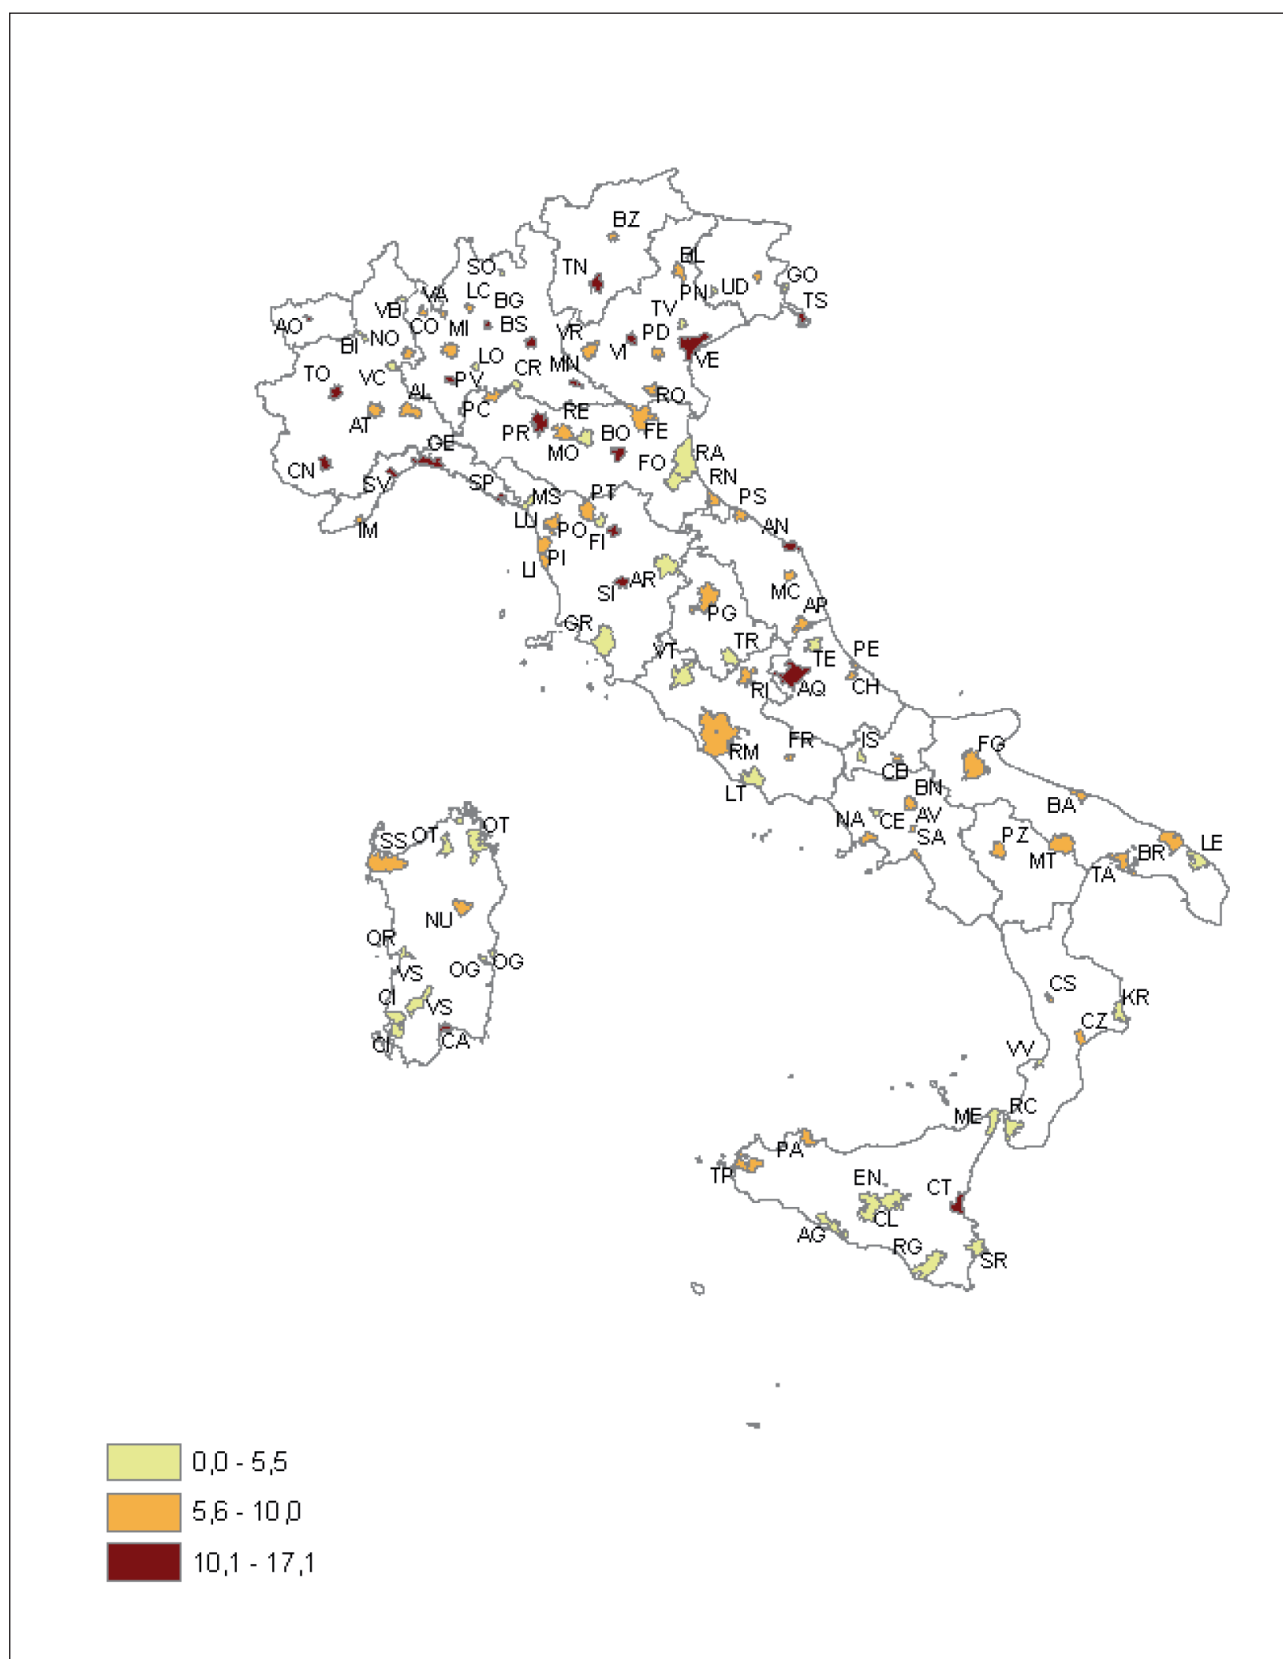 BZ
BL
SO
TN
GO
PN
UD
VA
LC
BG
TS
VB
TV
AO
CO
MI
BS
VR
PD
BI
NO
VI
VE
LO
MN
TO
VC
PV
CR
AL
RO
PC
RE
AT
PR
BO
FE
GE
MO
FO
RA
CN
SV
SP
RN
MS
PT
PS
IM
LU
PO
FI
AN
LI
PI
AR
SI
MC
PG
AP
GR
TR
VT
TE
PE
RI
AQ
CH
RM
FR
IS
FG
CB
LT
BN
BA
NA
CE
AV
SS
OT
OT
SA
PZ
MT
BR
LE
TA
NU
OR
OG
OG
VS
CS
CI
VS
KR
CI
CA
CZ
VV
ME
RC
PA
TP
EN
CT
CL
AG
RG
SR
0,0 - 5,5
5,6 - 10,0
10,1 - 17,1